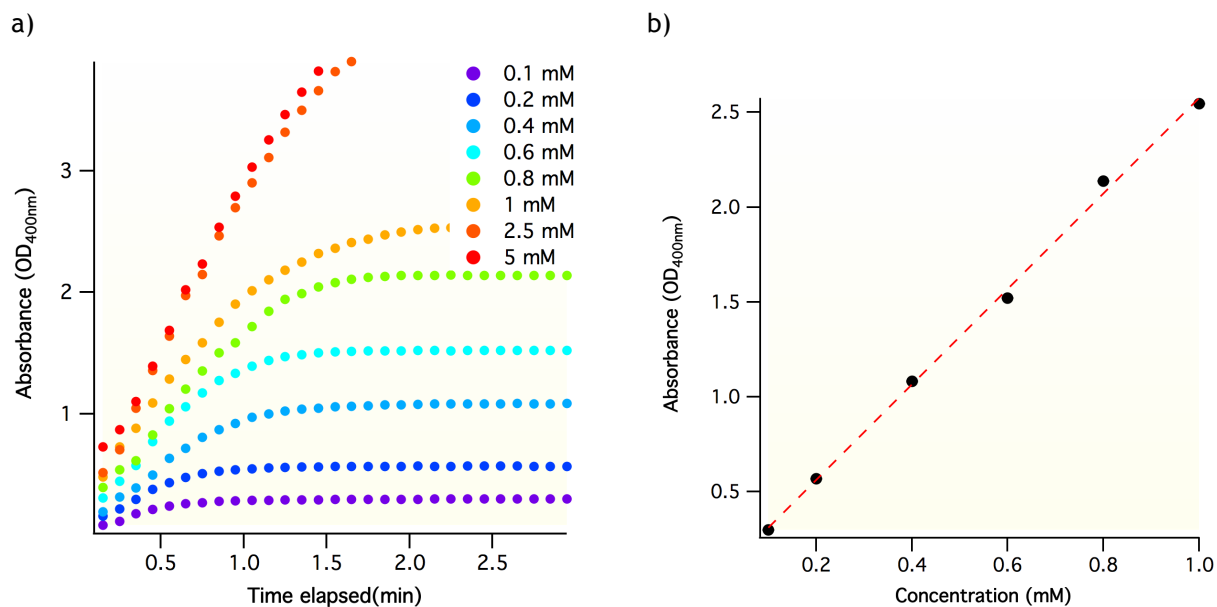 a)
Absorbance (OD400nm)
3
2
1
0.5 1.0 1.5 2.0 2.5
Time elapsed(min)
0.1 mM
0.2 mM
0.4 mM
0.6 mM
0.8 mM
1 mM
2.5 mM
5 mM
b)
Absorbance (OD400nm)
2.5
2.0
1.5
1.0
0.5
0.2 0.4 0.6 0.8 1.0
Concentration (mM)